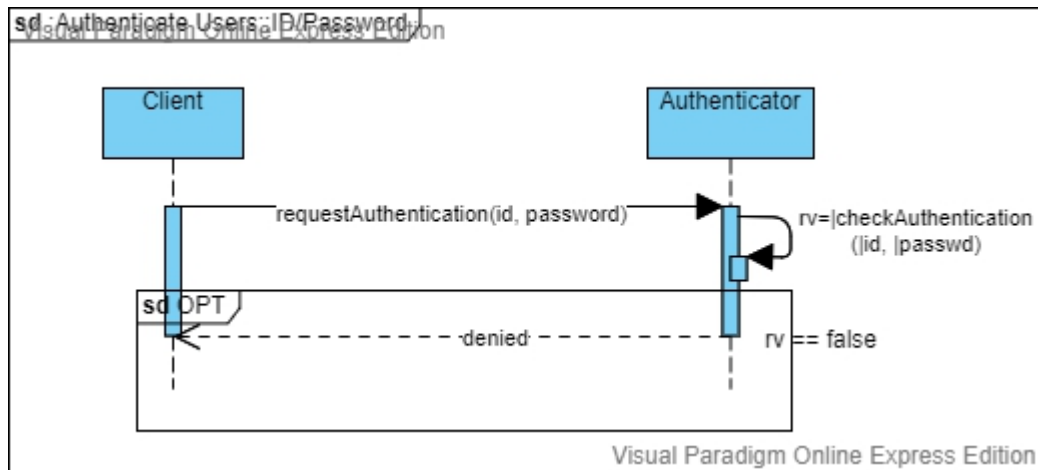 sd .:Authenticate Users::ID/Password
Visual Paradigm Online Express Edition
Client
Authenticator
requestAuthentication(id, password)
rv=|checkAuthentication
(|id, |passwd)
sd OPT
denied
rv == false
Visual Paradigm Online Express Edition